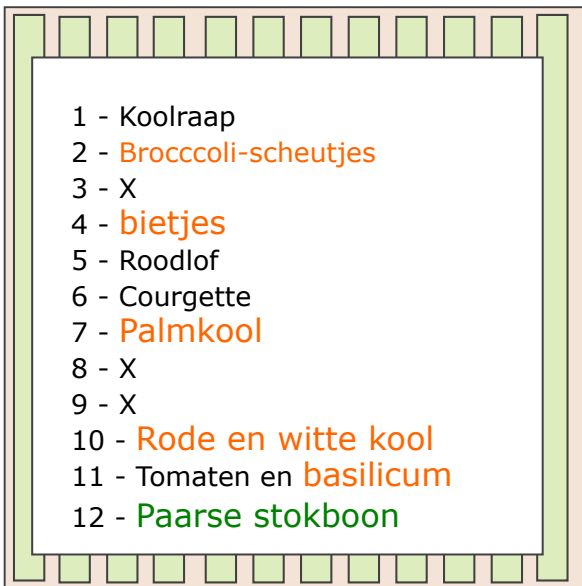 1 - Koolraap
2 - Brocccoli-scheutjes
3 - X
4 - bietjes
5 - Roodlof
6 - Courgette
7 - Palmkool
8 - X
9 - X
10 - Rode en witte kool
11 - Tomaten en basilicum
12 - Paarse stokboon